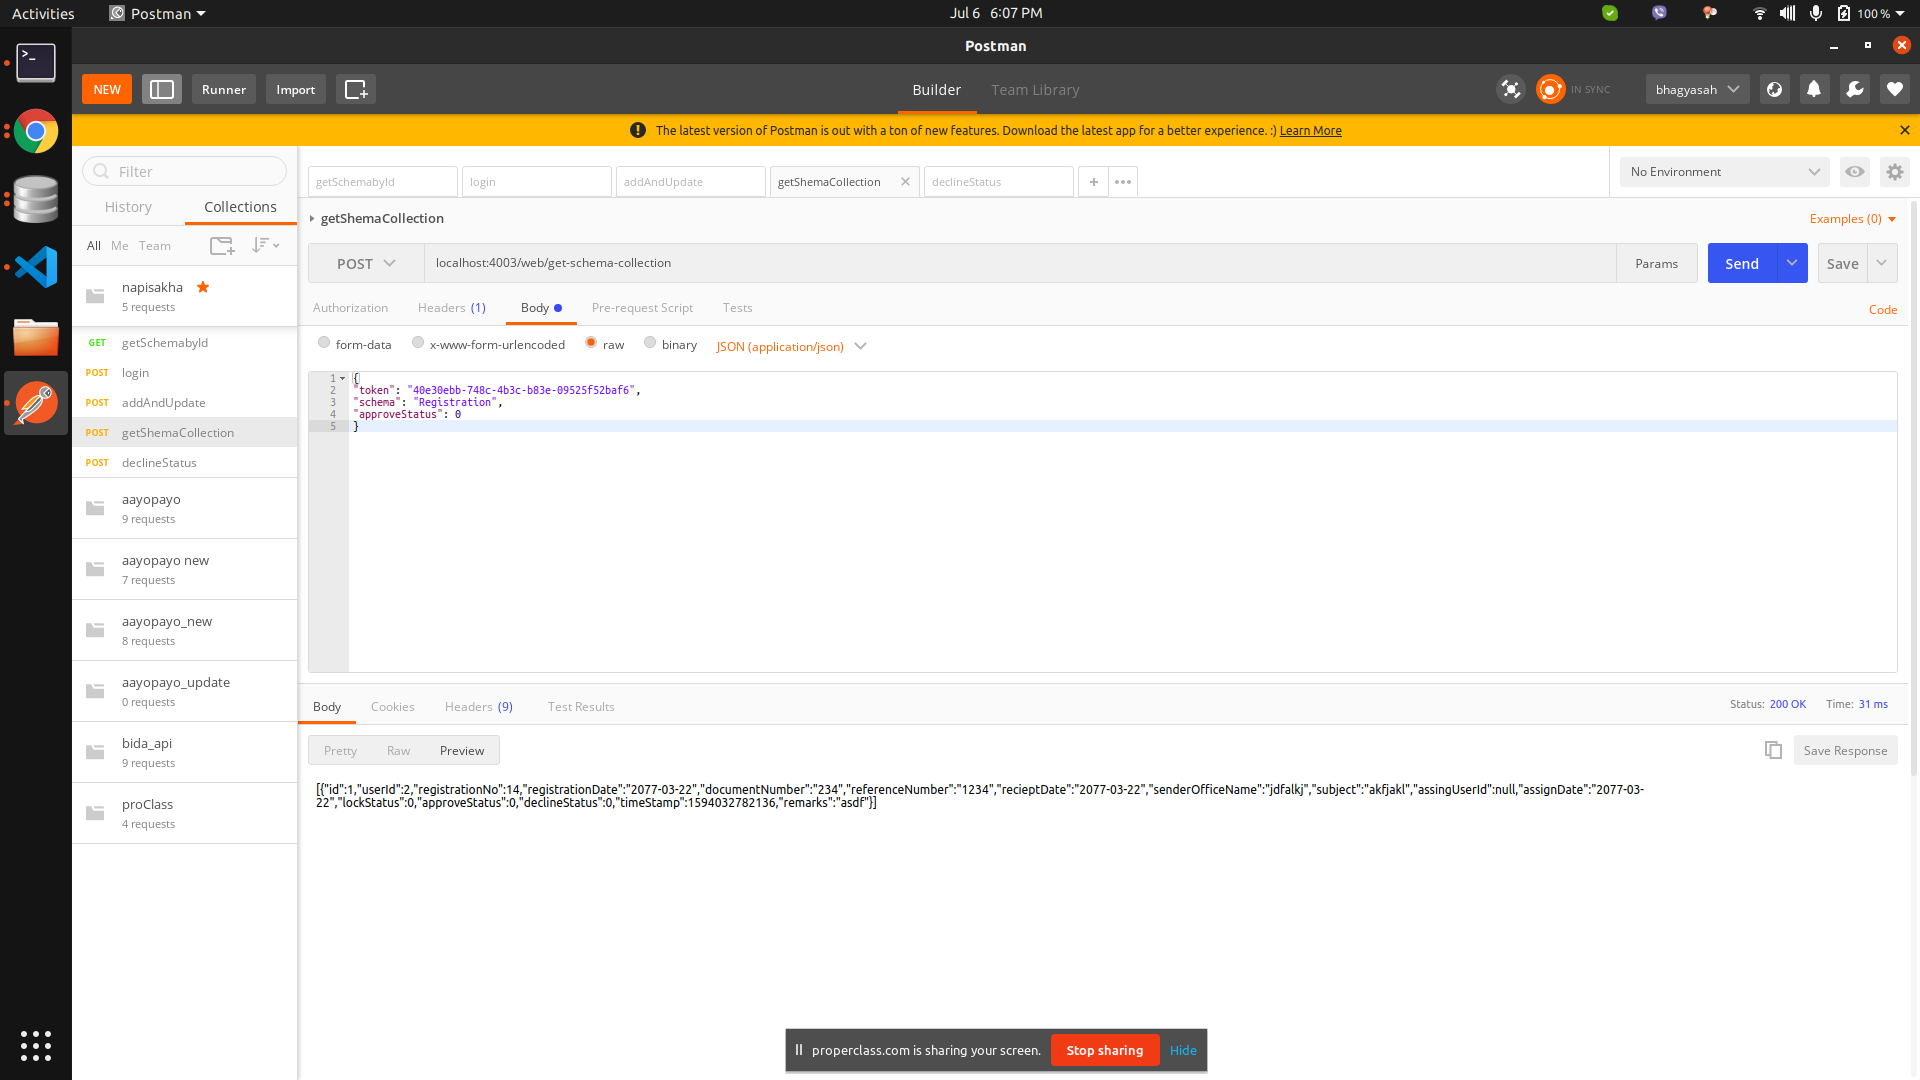 Activities
Postman
Jul 6 6:07 PM
100 %
Postman
NEW
Runner
Import
Builder
Team Library
IN SYNC
bhagyasah
The latest version of Postman is out with a ton of new features. Download the latest app for a better experience. :) Learn More
Filter
History
Collections
All Me Team
napisakha
5 requests
GET getSchemabyId
POST login
POST addAndUpdate
POST getShemaCollection
POST declineStatus
aayopayo
9 requests
aayopayo new
7 requests
aayopayo_new
8 requests
aayopayo_update
0 requests
bida_api
9 requests
proClass
4 requests
getSchemabyId
login
addAndUpdate
getShemaCollection
declineStatus
No Environment
getShemaCollection
Examples (0)
POST
localhost:4003/web/get-schema-collection
Params
Send
Save
Authorization
Headers (1)
Body
Pre-request Script
Tests
Code
form-data
x-www-form-urlencoded
raw
binary
JSON (application/json)
1 {
2 "token": "40e30ebb-748c-4b3c-b83e-09525f52baf6",
3 "schema": "Registration",
4 "approveStatus": 0
5 }
Body
Cookies
Headers (9)
Test Results
Status: 200 OK
Time: 31 ms
Pretty
Raw
Preview
Save Response
[{"id":1,"userId":2,"registrationNo":14,"registrationDate":"2077-03-22","documentNumber":"234","referenceNumber":"1234","recieptDate":"2077-03-22","senderOfficeName":"jdfalkj","subject":"akfjakl","assingUserId":null,"assignDate":"2077-03-
22","lockStatus":0,"approveStatus":0,"declineStatus":0,"timeStamp":1594032782136,"remarks":"asdf"}]
properclass.com is sharing your screen.
Stop sharing
Hide